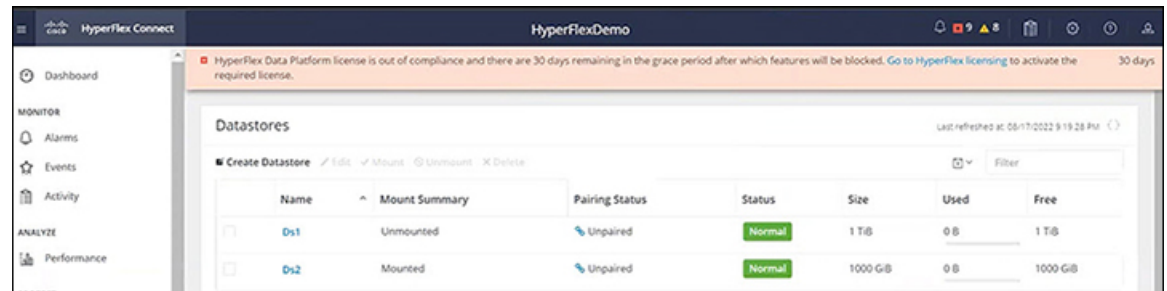 cisco HyperFlex Connect HyperFlexDemo 9 8
HyperFlex Data Platform license is out of compliance and there are 30 days remaining in the grace period after which features will be blocked. Go to HyperFlex licensing to activate the 30 days
required license.
Dashboard
MONITOR
Alarms
Events
Activity
ANALYZE
Performance
Datastores Last refreshed at: 08/17/2022 9:19:28 PM
Create Datastore Edit Mount Unmount Delete Filter
Name Mount Summary Pairing Status Status Size Used Free
Ds1 Unmounted Unpaired Normal 1 TiB 0 B 1 TiB
Ds2 Mounted Unpaired Normal 1000 GiB 0 B 1000 GiB